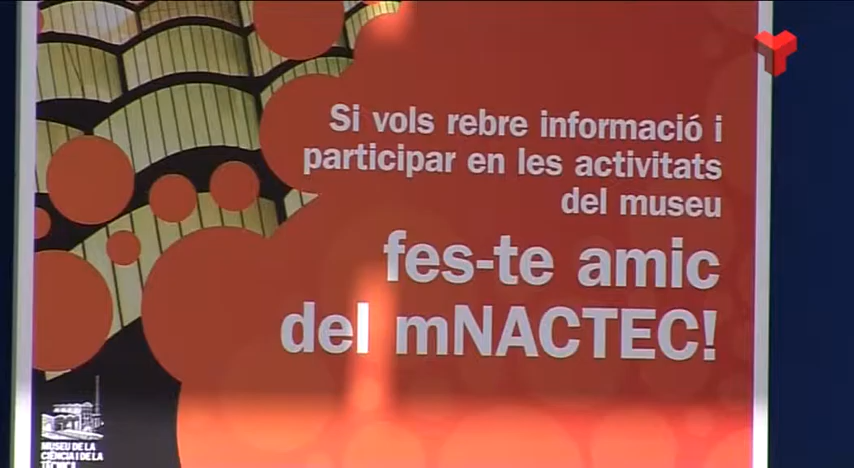 Si vols rebre informació i
participar en les activitats
del museu
fes-te amic
del mNACTEC!
MUSEU DE LA
CIÈNCIA I DE LA
TÈCNICA